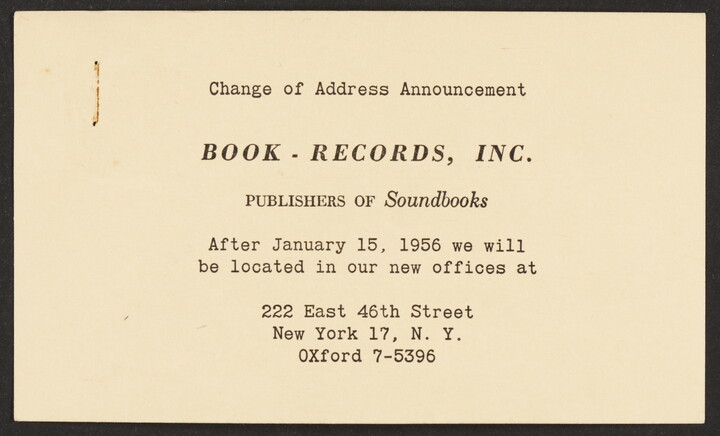 Change of Address Announcement
BOOK - RECORDS, INC.
PUBLISHERS OF Soundbooks
After January 15, 1956 we will
be located in our new offices at
222 East 46th Street
New York 17, N. Y.
OXford 7-5396